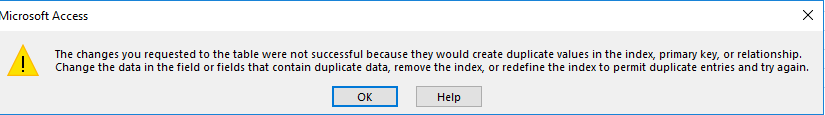 Microsoft Access
The changes you requested to the table were not successful because they would create duplicate values in the index, primary key, or relationship.
Change the data in the field or fields that contain duplicate data, remove the index, or redefine the index to permit duplicate entries and try again.
OK
Help